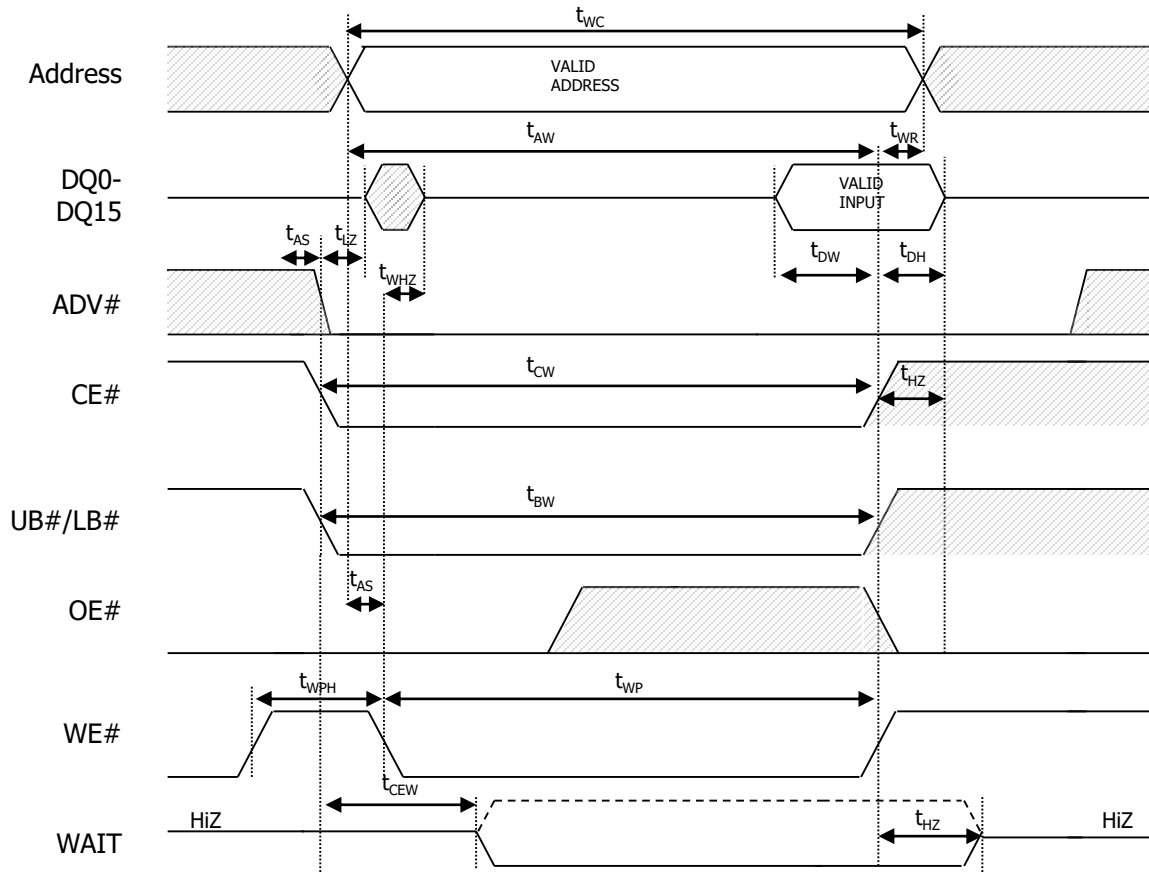 tWC
Address
VALID
ADDRESS
tAW
tWR
DQ0-
DQ15
VALID
INPUT
tAS
tLZ
tWHZ
tDW
tDH
ADV#
tCW
tHZ
CE#
tBW
UB#/LB#
tAS
OE#
tWPH
tWP
WE#
tCEW
HiZ
tHZ
HiZ
WAIT